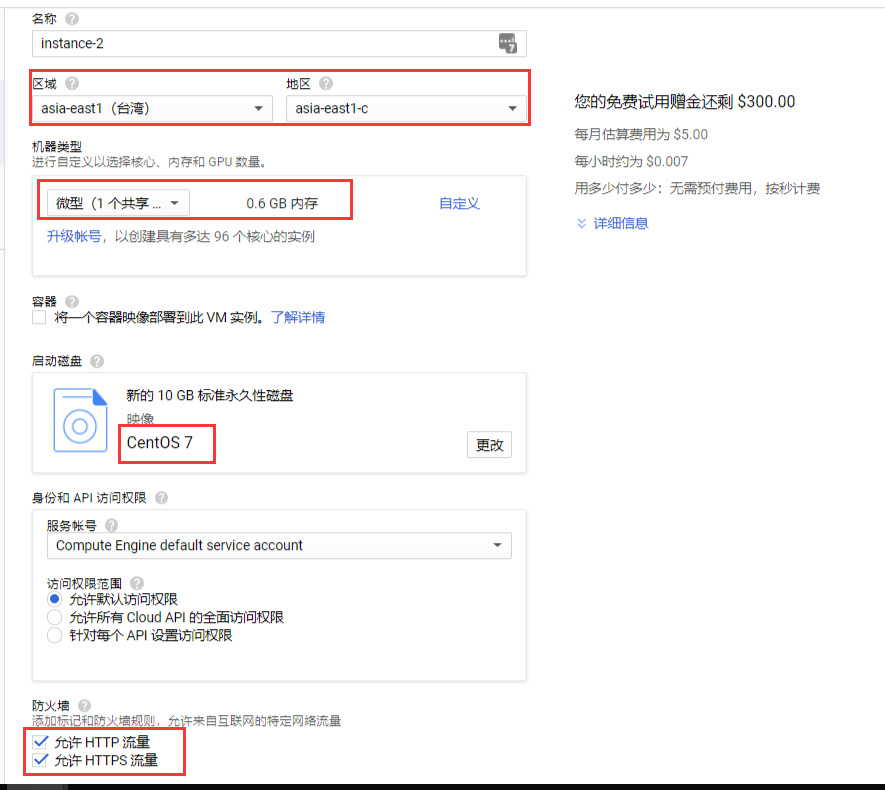 名称
instance-2
区域 地区
asia-east1（台湾） asia-east1-c
机器类型
进行自定义以选择核心、内存和 GPU 数量。
微型（1 个共享 ... 0.6 GB 内存 自定义
升级帐号，以创建具有多达 96 个核心的实例
容器
将一个容器映像部署到此 VM 实例。了解详情
启动磁盘
新的 10 GB 标准永久性磁盘
映像
CentOS 7
更改
身份和 API 访问权限
服务帐号
Compute Engine default service account
访问权限范围
允许默认访问权限
允许所有 Cloud API 的全面访问权限
针对每个 API 设置访问权限
防火墙
添加标记和防火墙规则，允许来自互联网的特定网络流量
允许 HTTP 流量
允许 HTTPS 流量
您的免费试用赠金还剩 $300.00
每月估算费用为 $5.00
每小时约为 $0.007
用多少付多少：无需预付费用，按秒计费
详细信息